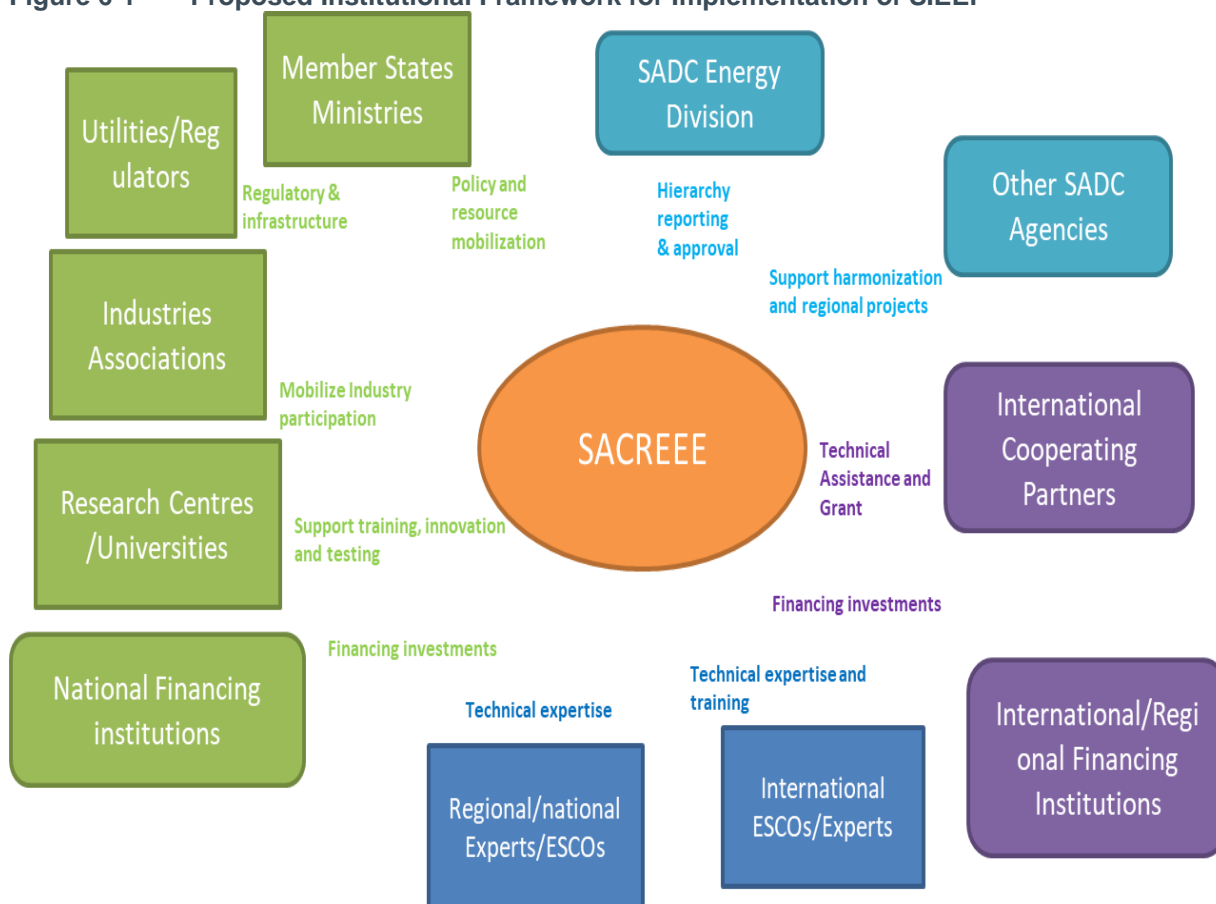 Figure Proposed Institutional Framework for Implementation of
Member States
Ministries
SADC Energy
Division
Utilities/Reg
ulators
Other SADC
Agencies
Regulatory &
infrastructure
Policy and
resource
mobilization
Hierarchy
reporting
& approval
Support harmonization
and regional projects
Industries
Associations
Mobilize Industry
participation
SACREEE
International
Cooperating
Partners
Technical
Assistance and
Grant
Research Centres
/Universities
Support training, innovation
and testing
Financing investments
National Financing
institutions
Financing investments
Technical expertise
Technical expertise and
training
International/Regi
onal Financing
Institutions
Regional/national
Experts/ESCOs
International
ESCOs/Experts